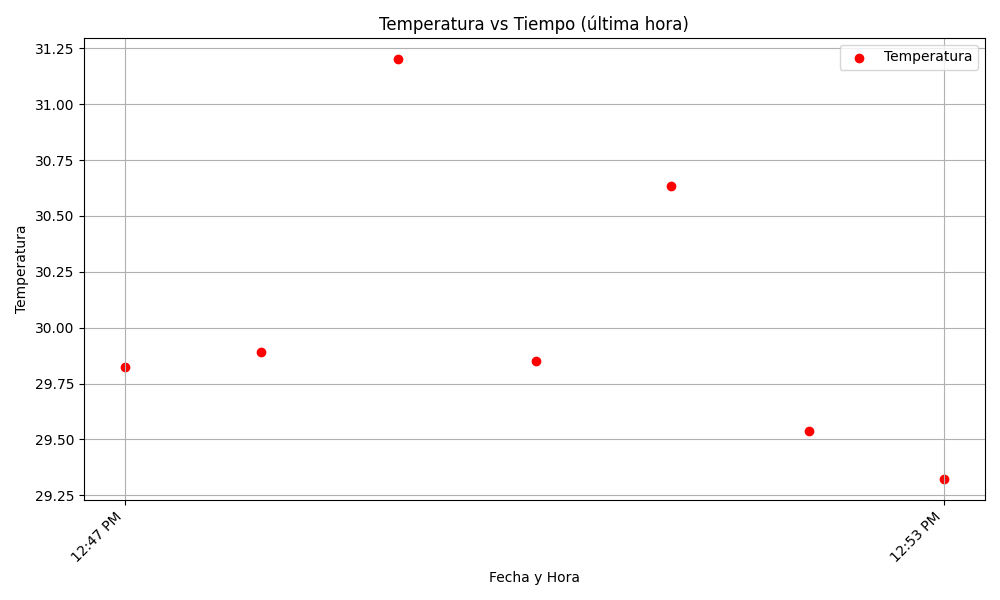 Temperatura vs Tiempo (última hora)
Temperatura
31.25
31.00
30.75
30.50
30.25
30.00
29.75
29.50
29.25
Temperatura
12:47 PM
12:53 PM
Fecha y Hora